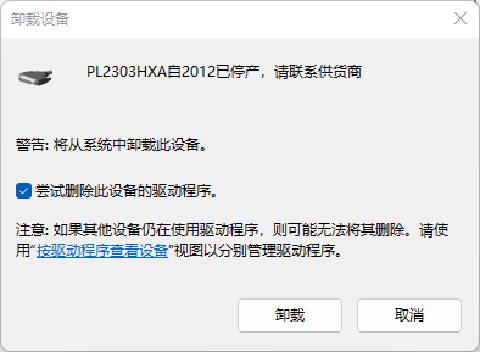 卸载设备
PL2303HXA自2012已停产，请联系供货商
警告: 将从系统中卸载此设备。
尝试删除此设备的驱动程序。
注意: 如果其他设备仍在使用驱动程序，则可能无法将其删除。请使
用“按驱动程序查看设备”视图以分别管理驱动程序。
卸载
取消